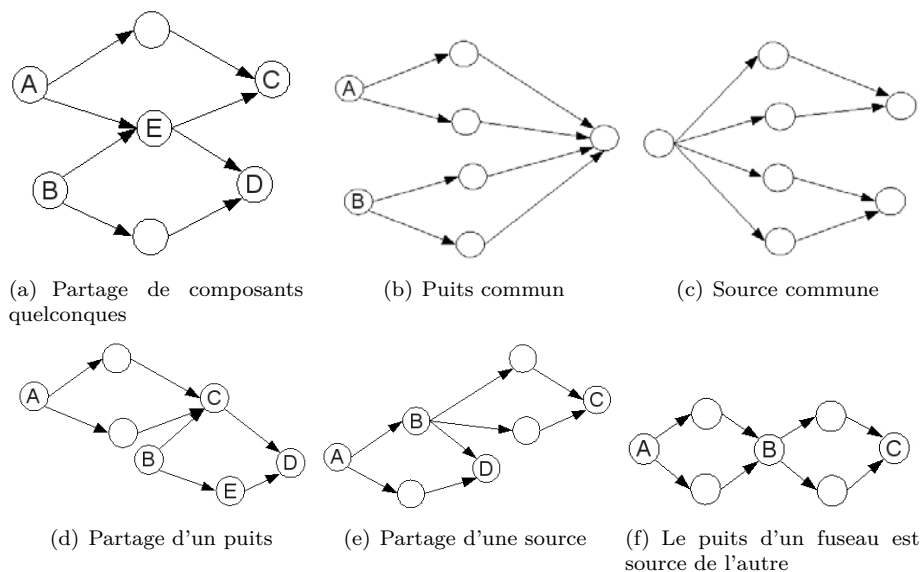 A
C
E
B
D
A
B
(a) Partage de composants
quelconques
(b) Puits commun
(c) Source commune
A
C
B
E
D
B
C
A
D
A
B
C
(d) Partage d'un puits
(e) Partage d'une source
(f) Le puits d'un fuseau est
source de l'autre